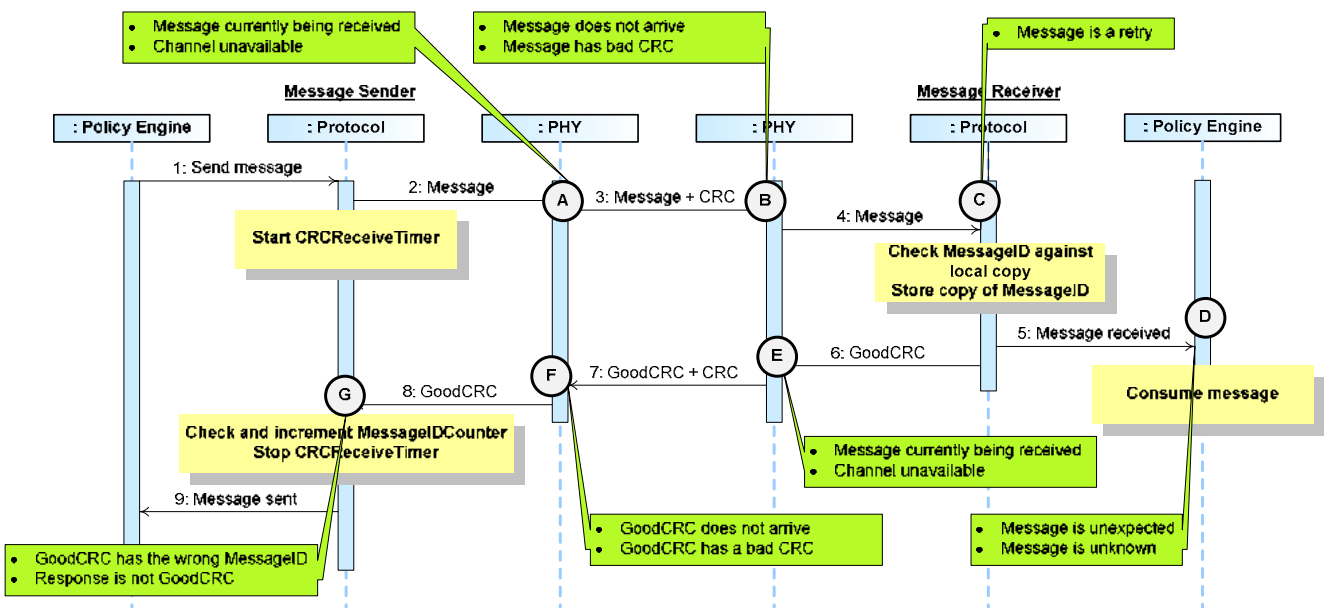 • Message currently being received
• Channel unavailable
• Message does not arrive
• Message has bad CRC
• Message is a retry
Message Sender
Message Receiver
: Policy Engine
: Protocol
: PHY
: PHY
: Protocol
: Policy Engine
1: Send message
2: Message
A
3: Message + CRC
B
4: Message
C
Start CRCReceiveTimer
Check MessageID against
local copy
Store copy of MessageID
D
5: Message received
6: GoodCRC
E
7: GoodCRC + CRC
F
8: GoodCRC
G
Consume message
Check and increment MessageIDCounter
Stop CRCReceiveTimer
• Message currently being received
• Channel unavailable
9: Message sent
• GoodCRC does not arrive
• GoodCRC has a bad CRC
• Message is unexpected
• Message is unknown
• GoodCRC has the wrong MessageID
• Response is not GoodCRC